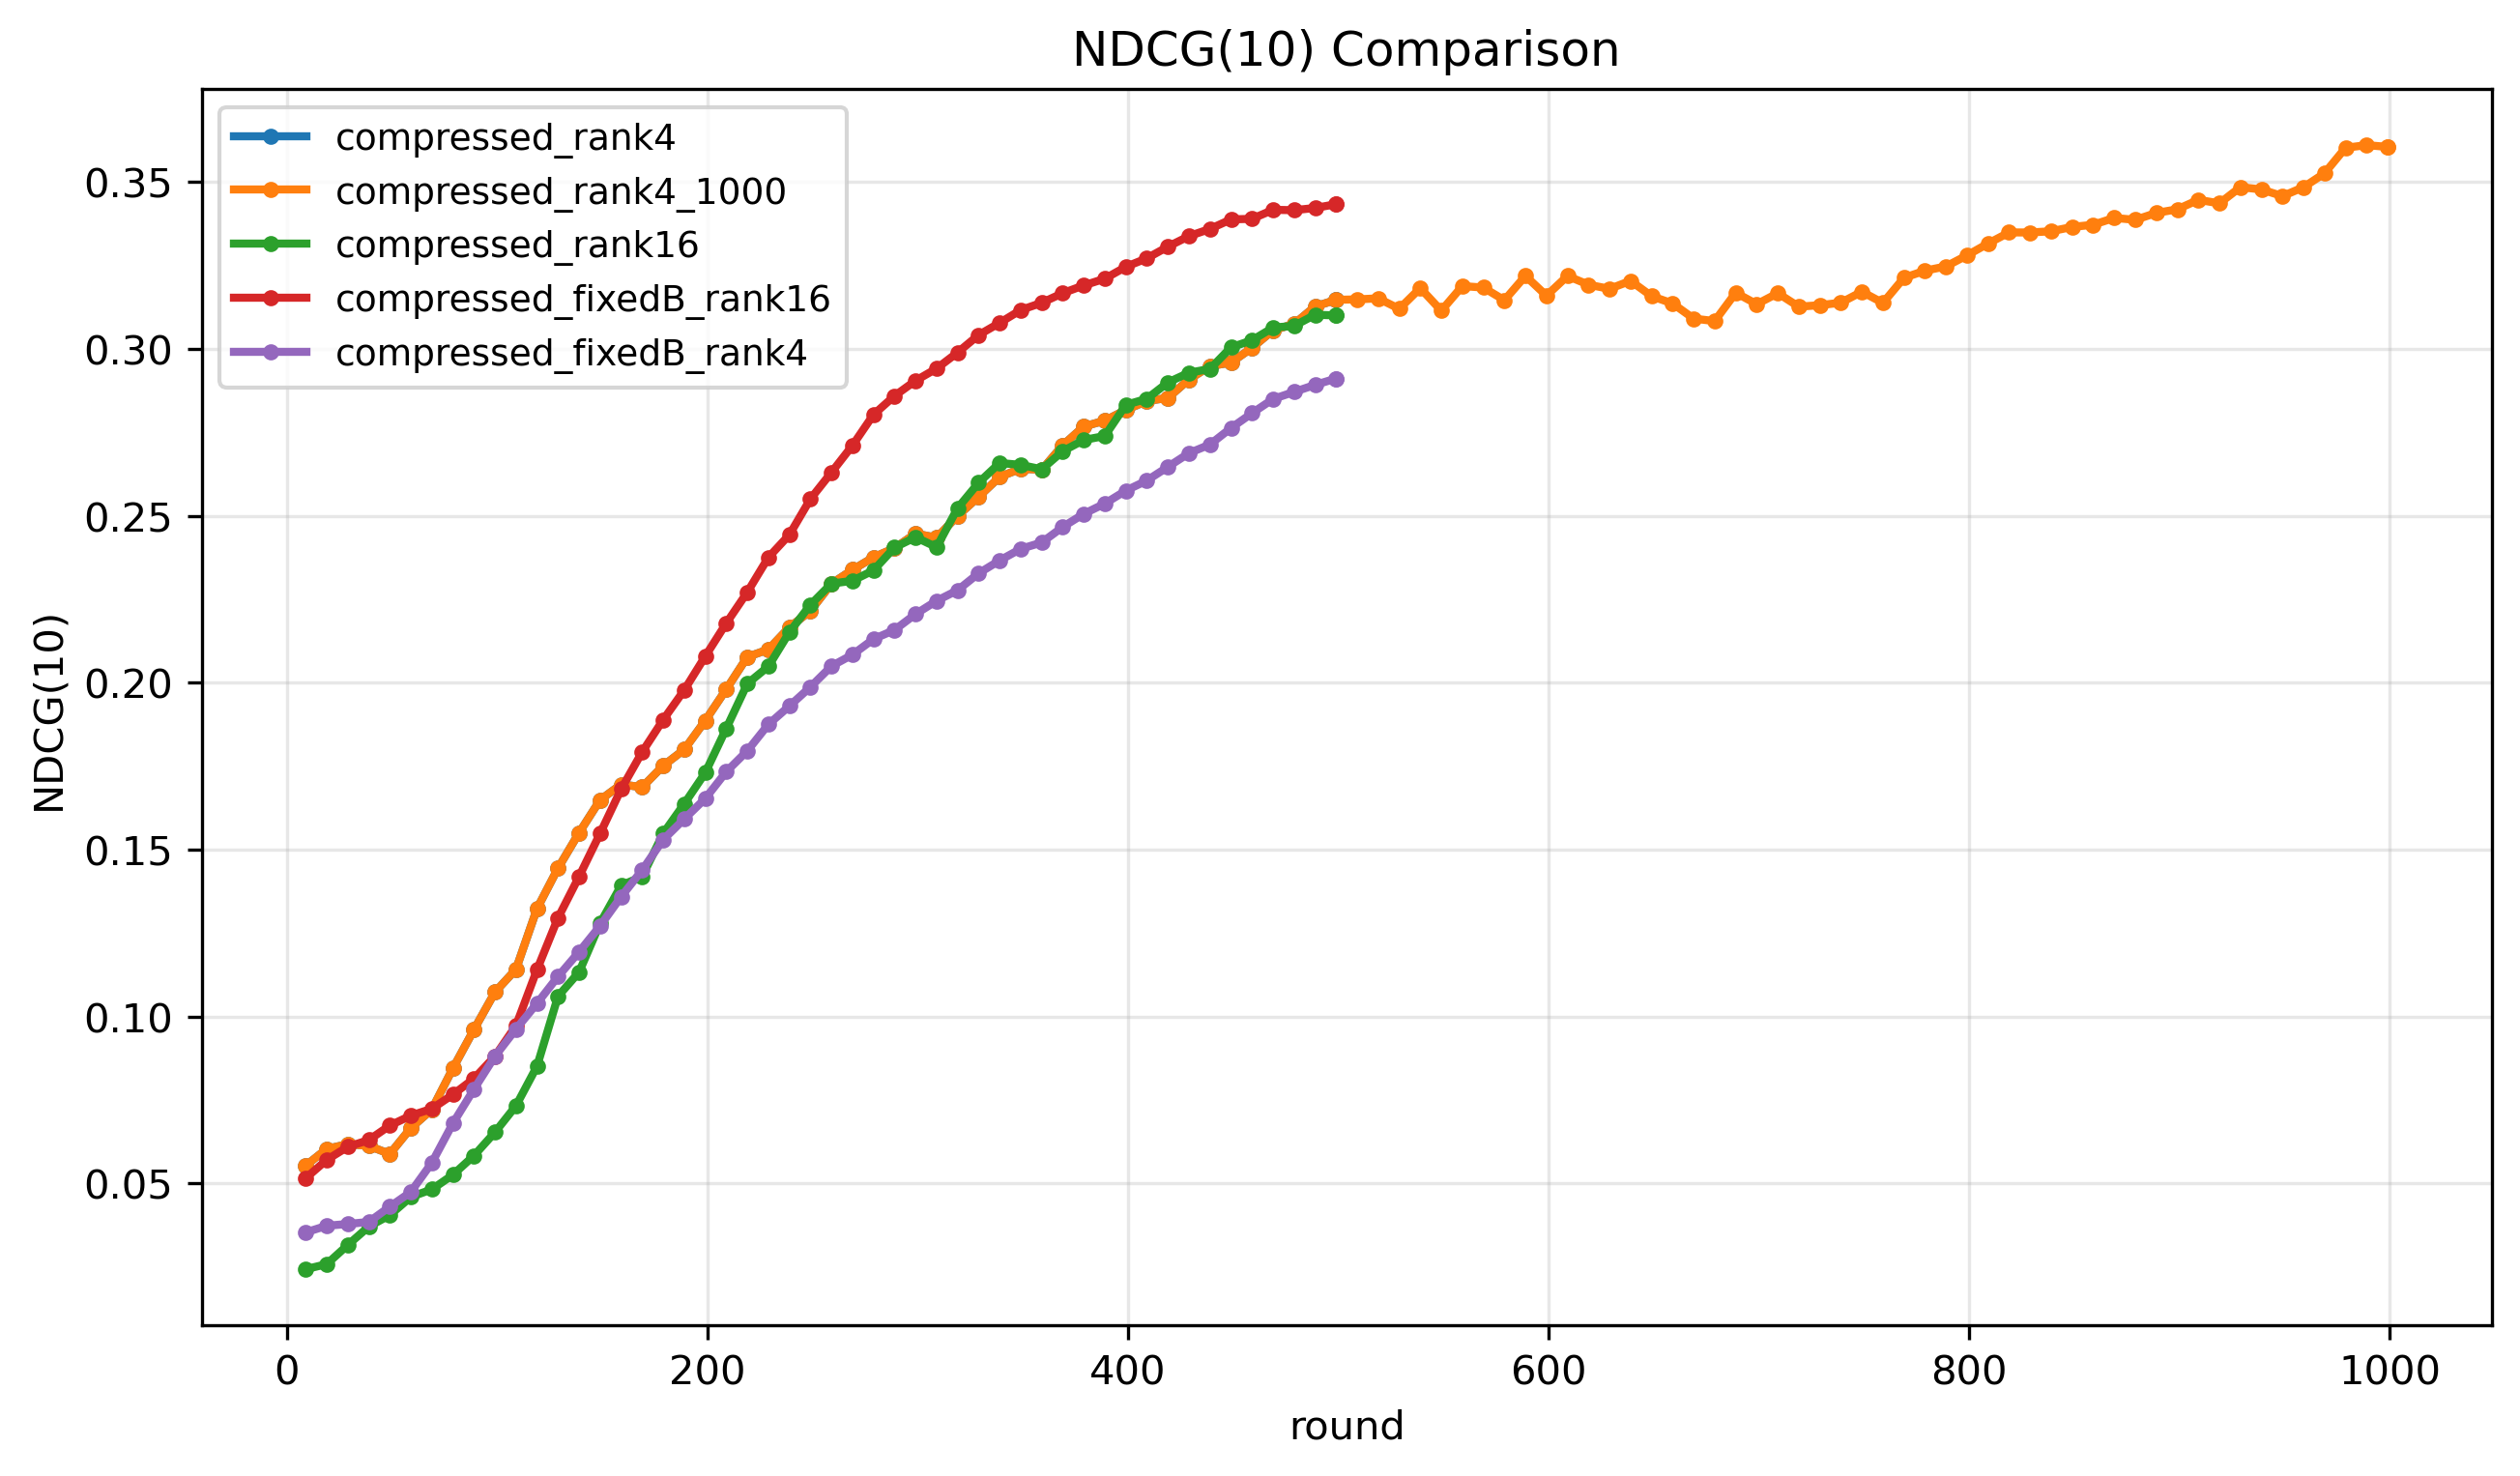 NDCG(10) Comparison
compressed_rank4
compressed_rank4_1000
compressed_rank16
compressed_fixedB_rank16
compressed_fixedB_rank4
0.35
0.30
0.25
0.20
0.15
0.10
0.05
NDCG(10)
0 200 400 600 800 1000
round